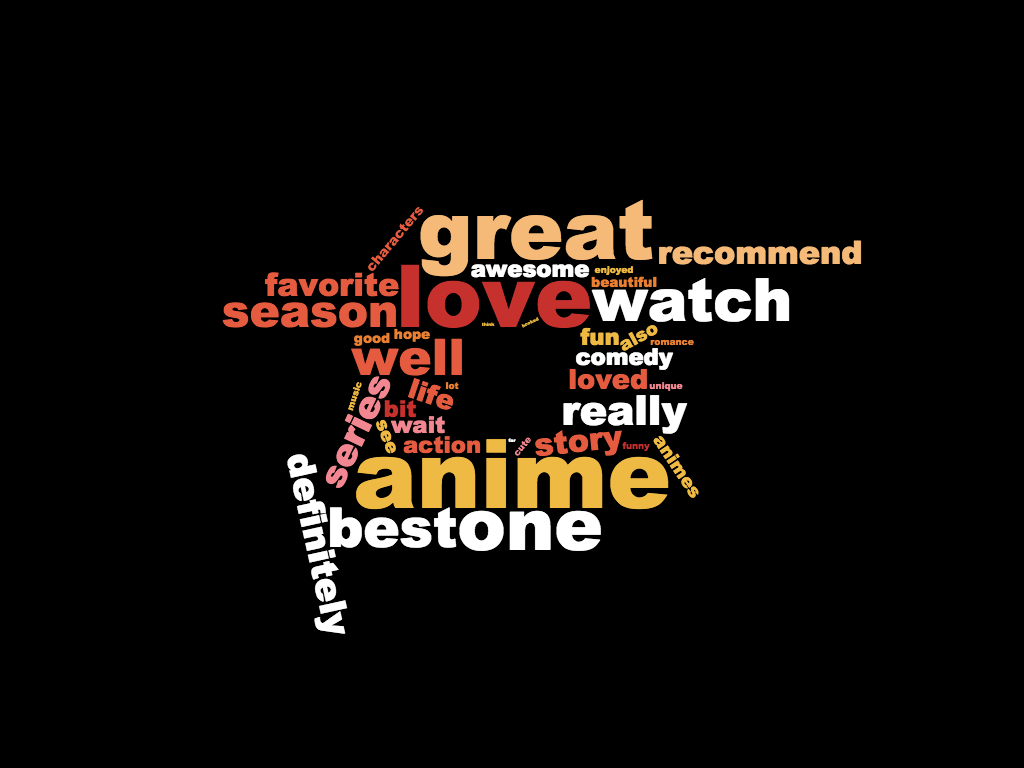 characters
great
recommend
awesome
enjoyed
favorite
love
beautiful
season
watch
think
good
hope
fun
also
romance
well
comedy
life
lot
loved
unique
music
series
bit
really
wait
see
action
cute
story
funny
animes
anime
definitely
best
one